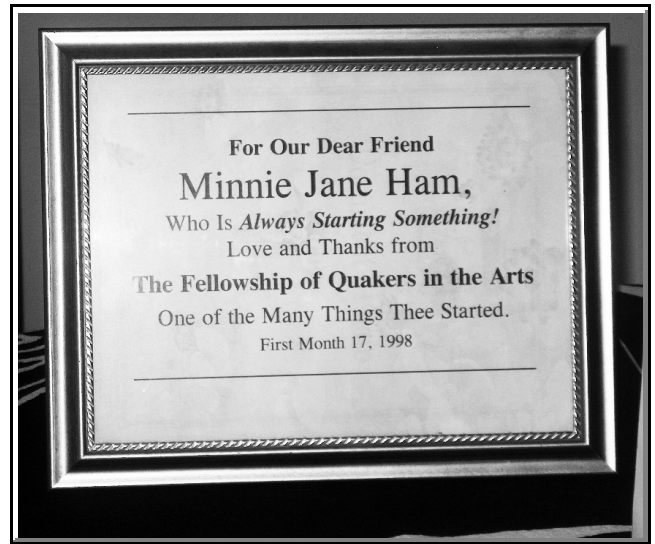 For Our Dear Friend
Minnie Jane Ham,
Who Is Always Starting Something!
Love and Thanks from
The Fellowship of Quakers in the Arts
One of the Many Things Thee Started.
First Month 17, 1998